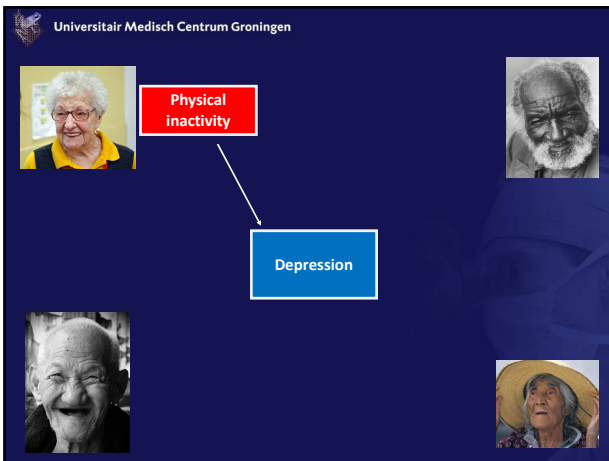 Universitair Medisch Centrum Groningen
Physical
inactivity
Depression